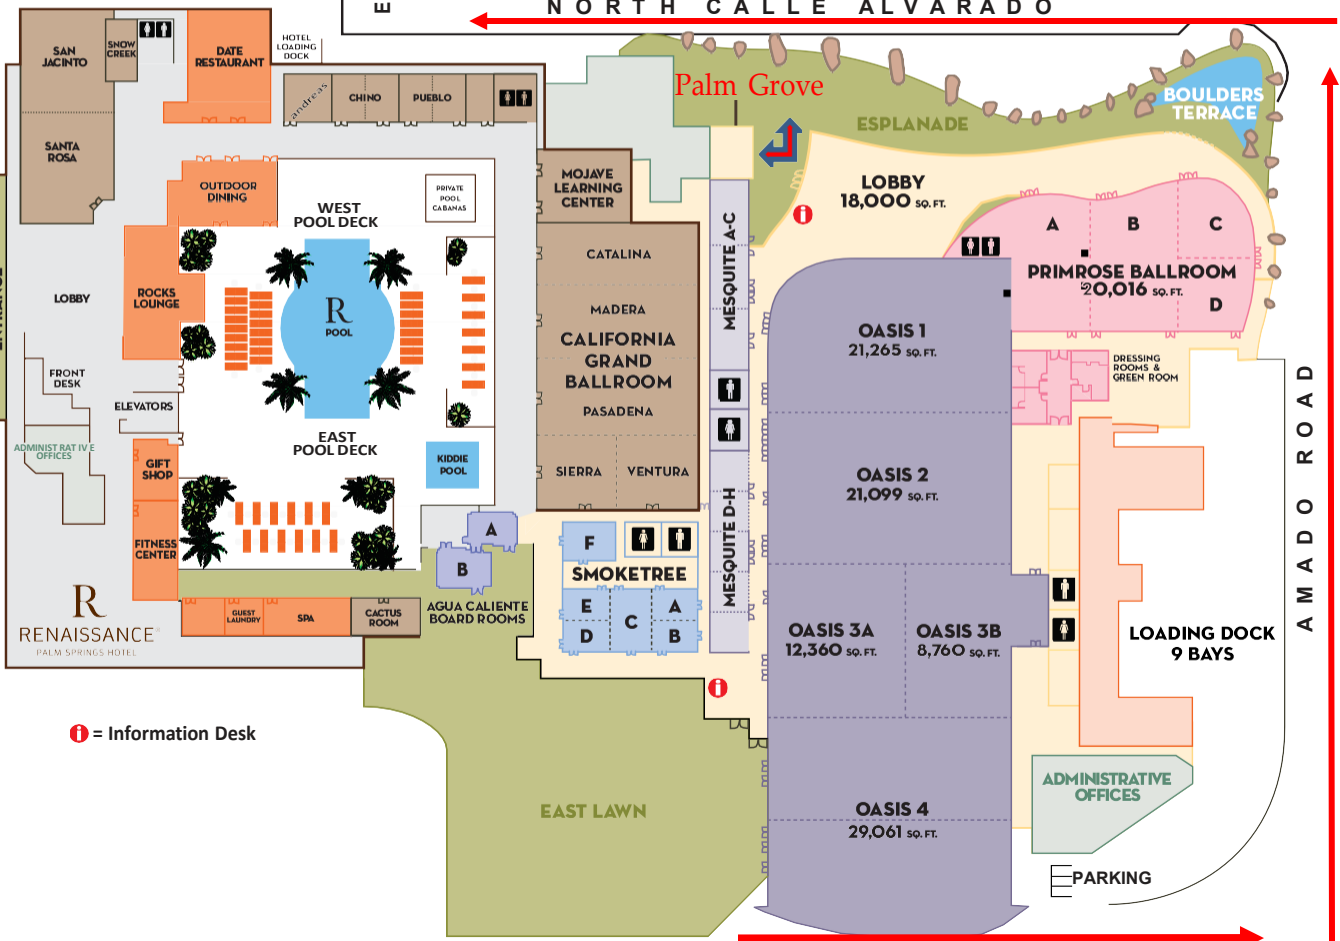 E
NORTH CALLE ALVARADO
SAN
JACINTO
SNOW
CREEK
DATE
RESTAURANT
HOTEL
LOADING
DOCK
andreas
CHINO
PUEBLO
Palm Grove
ESPLANADE
BOULDERS
TERRACE
SANTA
ROSA
OUTDOOR
DINING
WEST
POOL DECK
PRIVATE
POOL
CABANAS
MOJAVE
LEARNING
CENTER
LOBBY
18,000 SQ. FT.
A
B
C
PRIMROSE BALLROOM
20,016 SQ. FT.
D
CATALINA
MADERA
CALIFORNIA
GRAND
BALLROOM
PASADENA
SIERRA
VENTURA
MESQUITE A-C
MESQUITE D-H
ENTRANCE
LOBBY
ROCKS
LOUNGE
R
POOL
FRONT
DESK
ELEVATORS
ADMINISTRATIVE
OFFICES
EAST
POOL DECK
KIDDIE
POOL
GIFT
SHOP
FITNESS
CENTER
OASIS 1
21,265 SQ. FT.
DRESSING
ROOMS &
GREEN ROOM
OASIS 2
21,099 SQ. FT.
A
B
AGUA CALIENTE
BOARD ROOMS
F
SMOKETREE
E
D
C
A
B
OASIS 3A
12,360 SQ. FT.
OASIS 3B
8,760 SQ. FT.
LOADING DOCK
9 BAYS
AMADO ROAD
R
RENAISSANCE®
PALM SPRINGS HOTEL
GUEST
LAUNDRY
SPA
CACTUS
ROOM
i = Information Desk
i
i
EAST LAWN
OASIS 4
29,061 SQ. FT.
ADMINISTRATIVE
OFFICES
PARKING